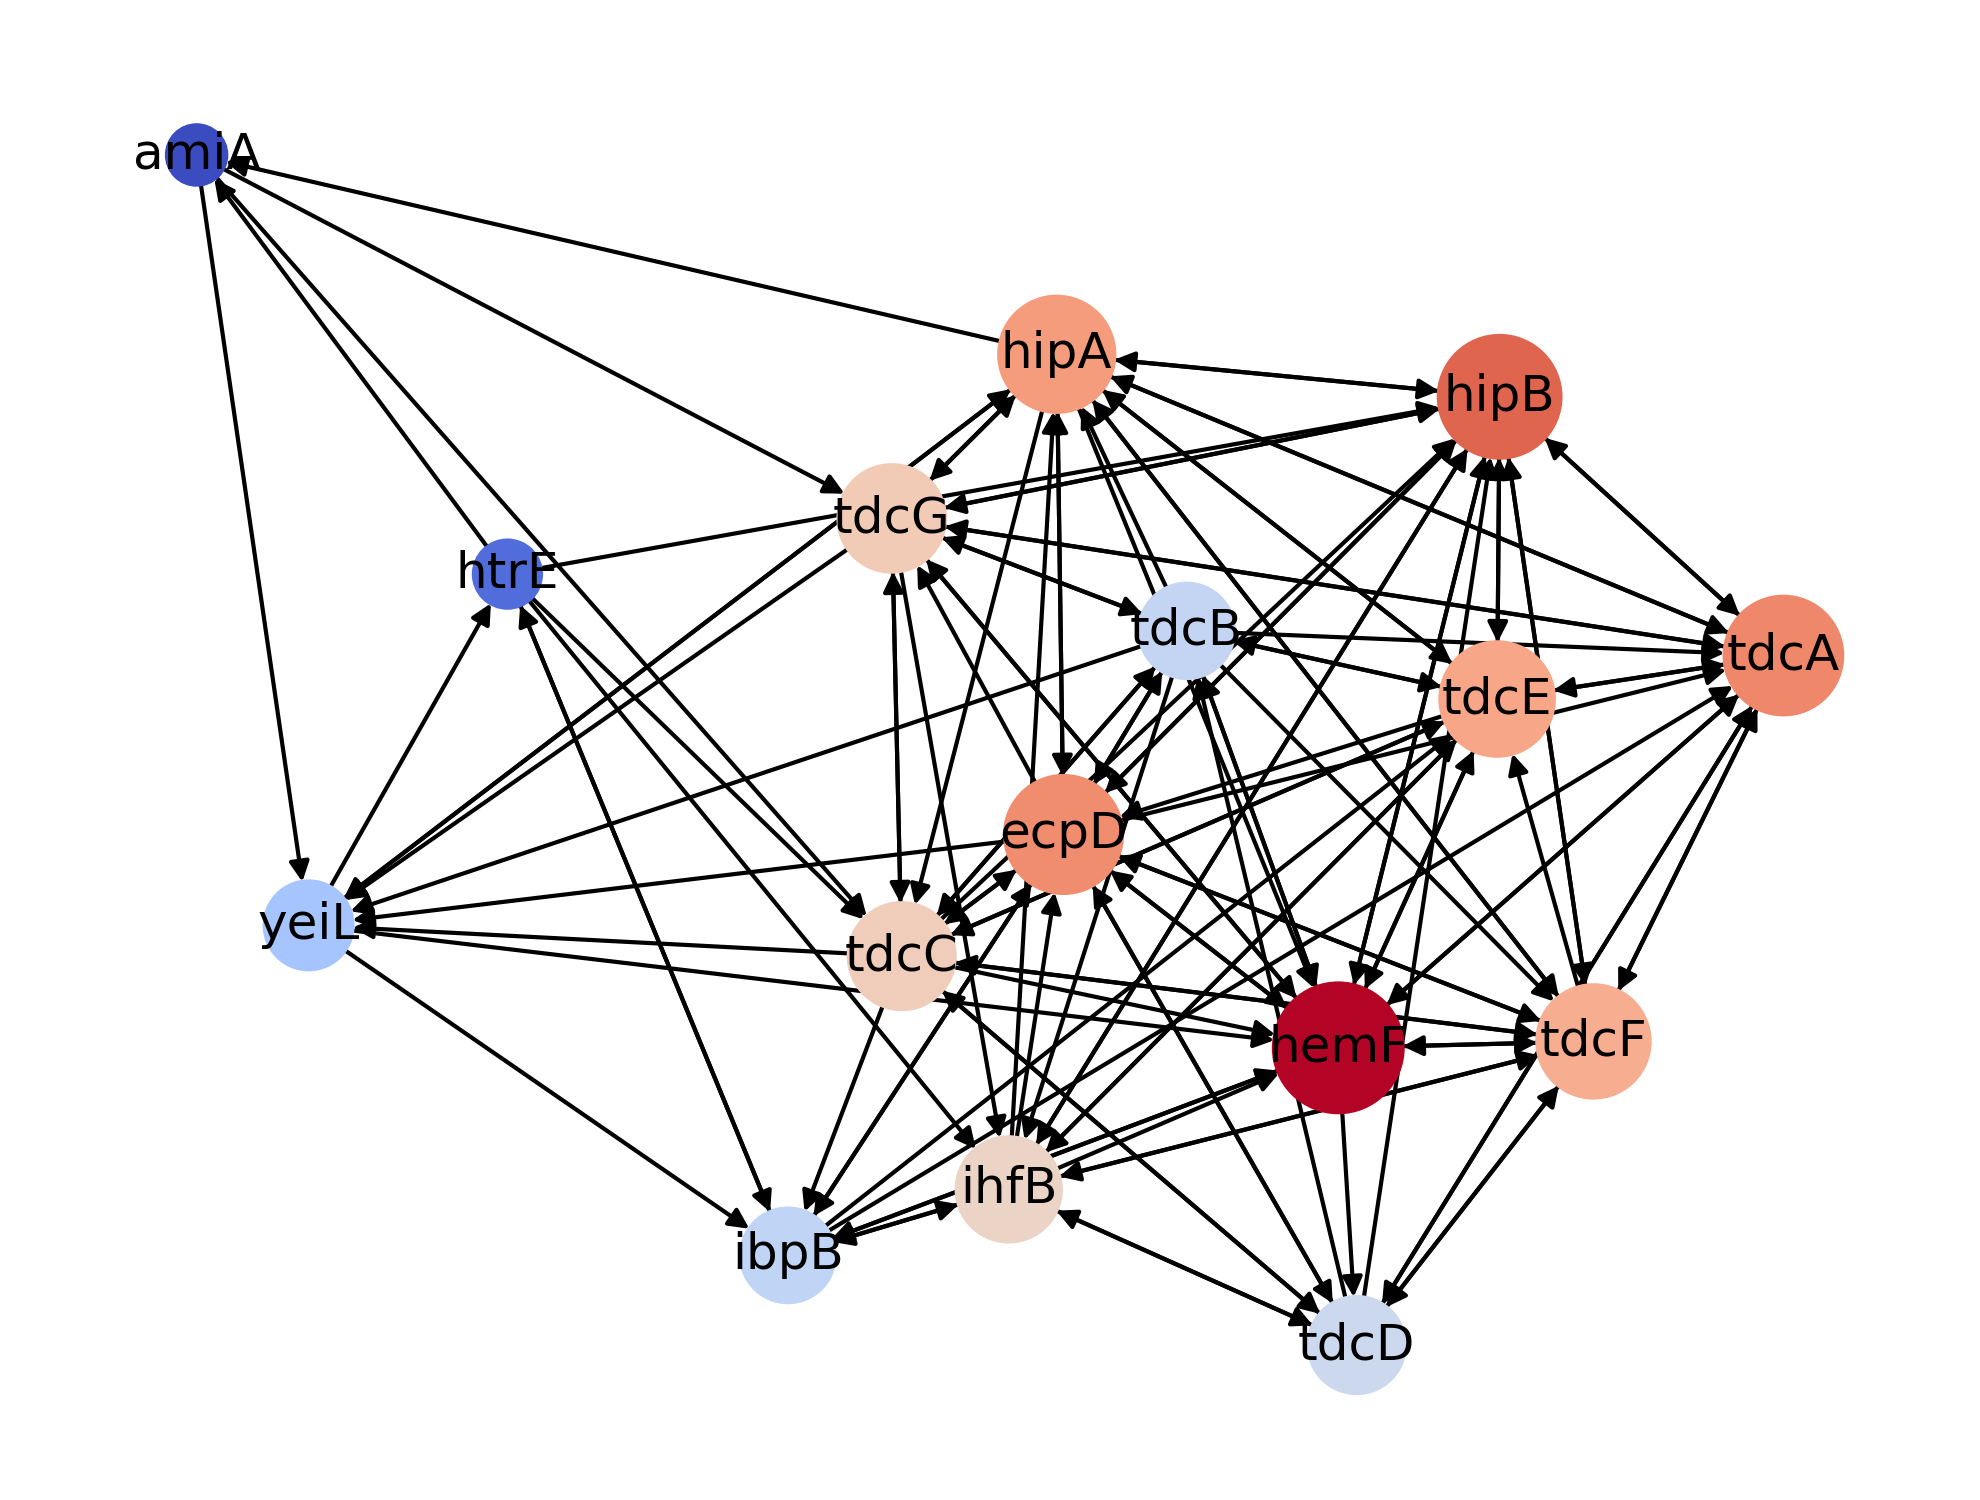 amiA
hipA
hipB
tdcG
htrE
tdcB
tdcA
tdcE
ecpD
yeiL
tdcC
hemF
tdcF
ihfB
ibpB
tdcD